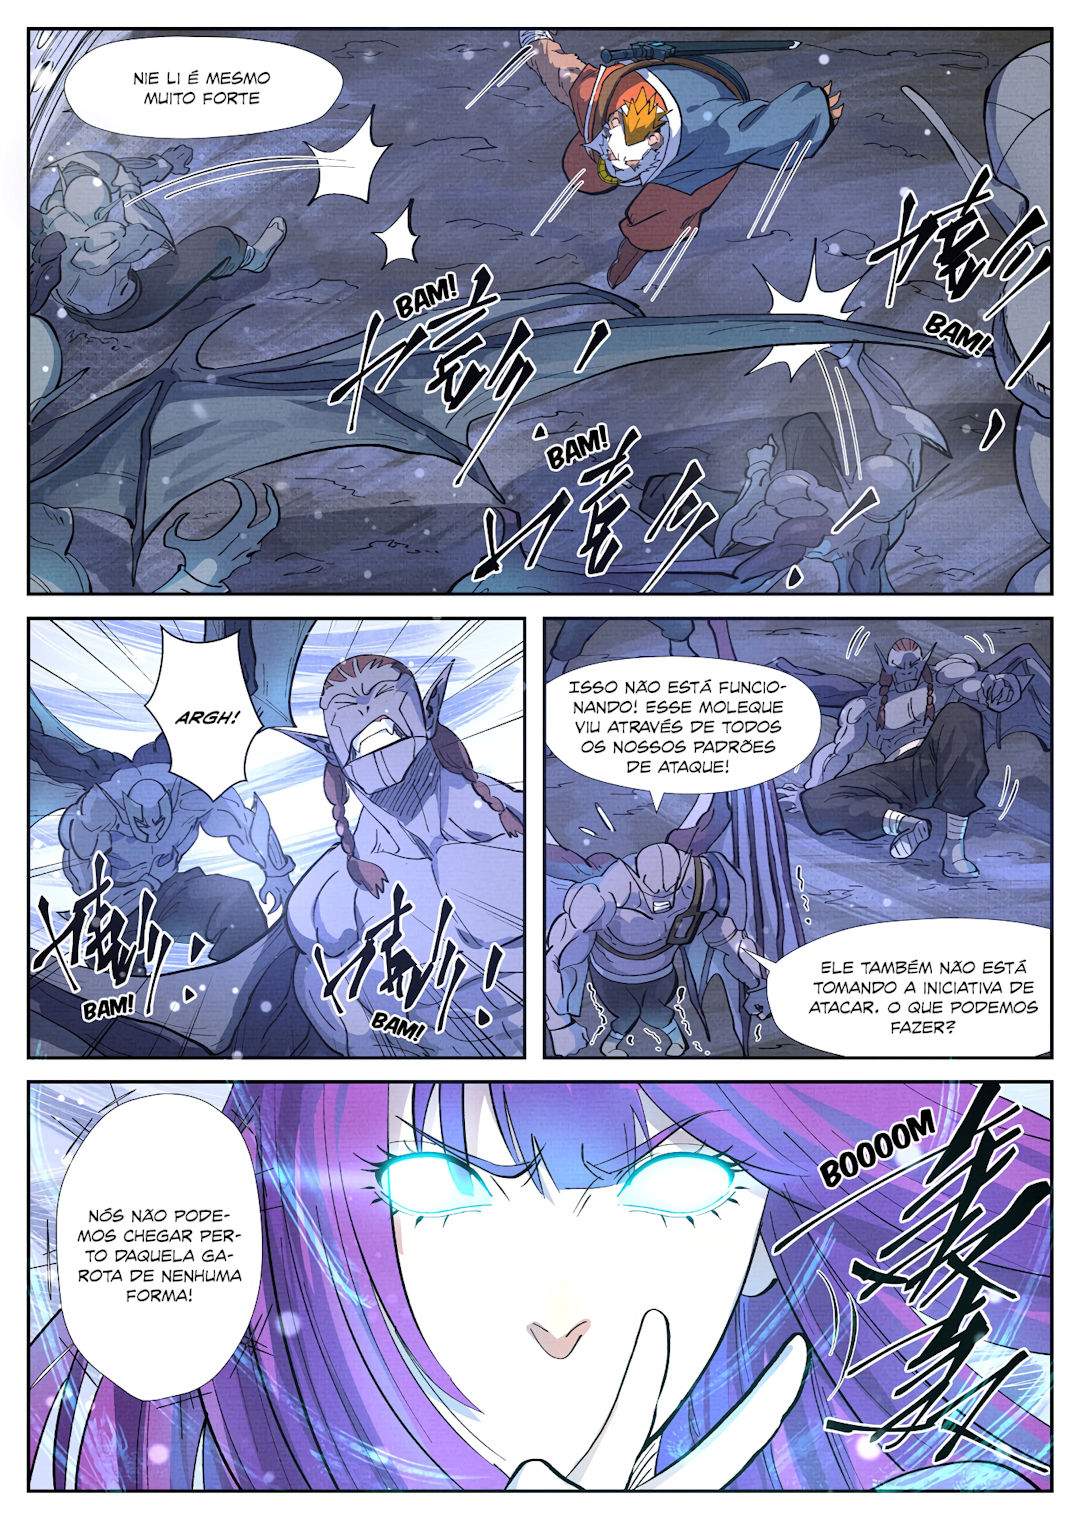 NIE LI É MESMO
MUITO FORTE
BAM!
BAM!
BAM!
ARGH!
BAM!
BAM!
ISSO NÃO ESTÁ FUNCIO-
NANDO! ESSE MOLEQUE
VIU ATRAVÉS DE TODOS
OS NOSSOS PADRÕES
DE ATAQUE!
ELE TAMBÉM NÃO ESTÁ
TOMANDO A INICIATIVA DE
ATACAR. O QUE PODEMOS
FAZER?
BOOOOM
NÓS NÃO PODE-
MOS CHEGAR PER-
TO DAQUELA GA-
ROTA DE NENHUMA
FORMA!